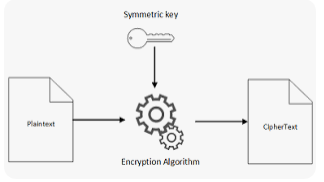 Symmetric key
Plaintext
CipherText
Encryption Algorithm